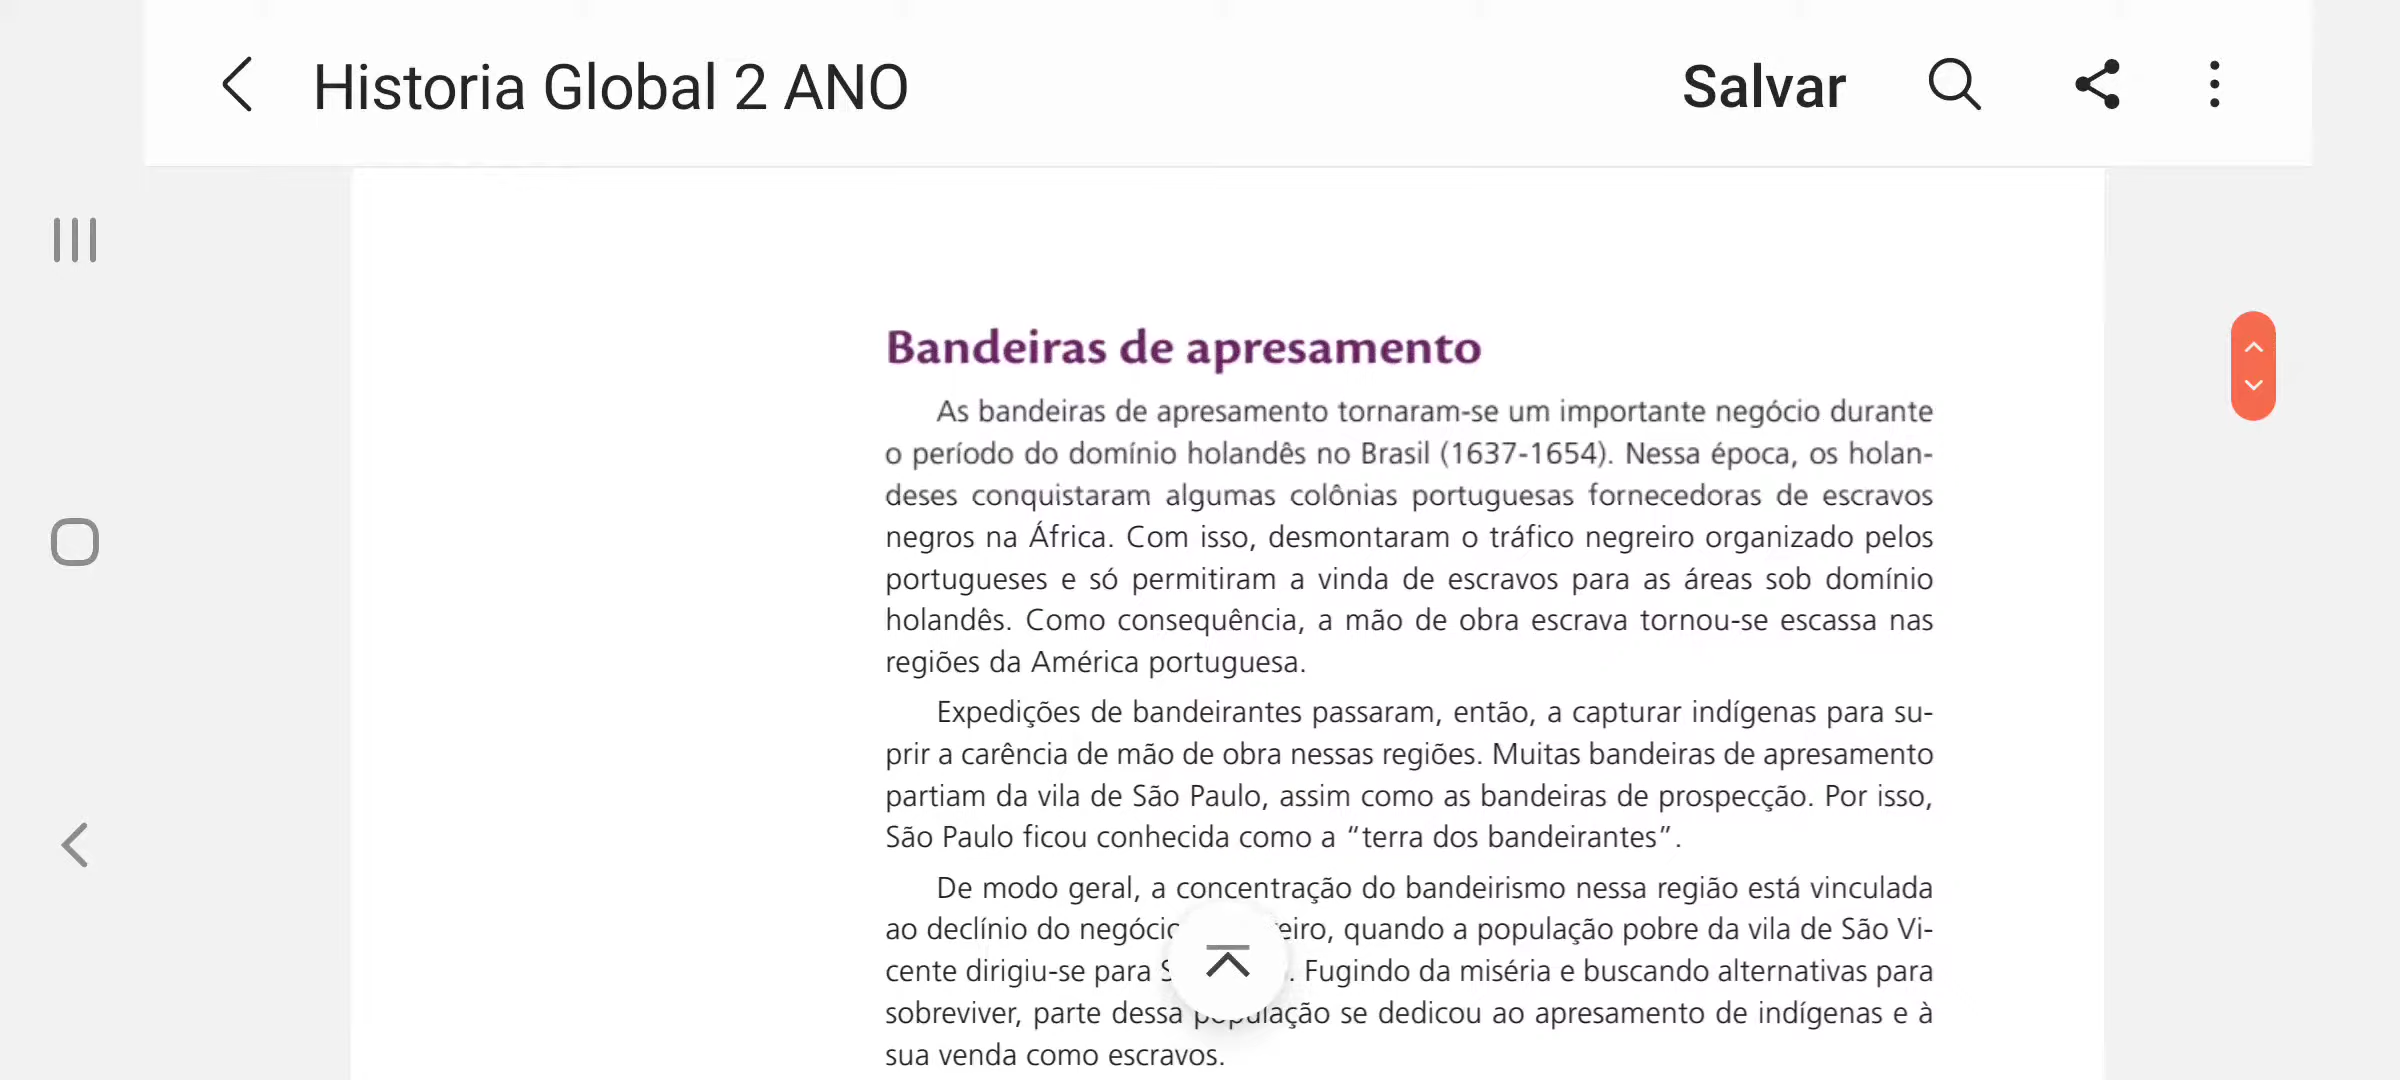 Historia Global 2 ANO
Salvar
Bandeiras de apresamento
As bandeiras de apresamento tornaram-se um importante negócio durante
o período do domínio holandês no Brasil (1637-1654). Nessa época, os holan-
deses conquistaram algumas colônias portuguesas fornecedoras de escravos
negros na África. Com isso, desmontaram o tráfico negreiro organizado pelos
portugueses e só permitiram a vinda de escravos para as áreas sob domínio
holandês. Como consequência, a mão de obra escrava tornou-se escassa nas
regiões da América portuguesa.
Expedições de bandeirantes passaram, então, a capturar indígenas para su-
prir a carência de mão de obra nessas regiões. Muitas bandeiras de apresamento
partiam da vila de São Paulo, assim como as bandeiras de prospecção. Por isso,
São Paulo ficou conhecida como a “terra dos bandeirantes”.
De modo geral, a concentração do bandeirismo nessa região está vinculada
ao declínio do negócio quando a população pobre da vila de São Vi-
cente dirigiu-se para Fugindo da miséria e buscando alternativas para
sobreviver, parte dessa população se dedicou ao apresamento de indígenas e à
sua venda como escravos.